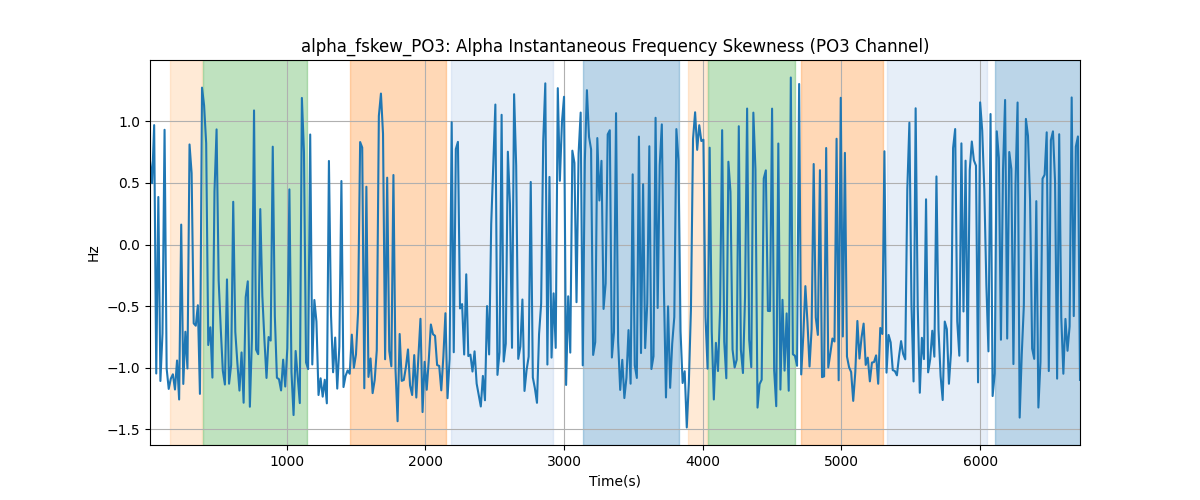 alpha_fskew_PO3: Alpha Instantaneous Frequency Skewness (PO3 Channel)
1.0
0.5
0.0
−0.5
−1.0
−1.5
Hz
1000 2000 3000 4000 5000 6000
Time(s)